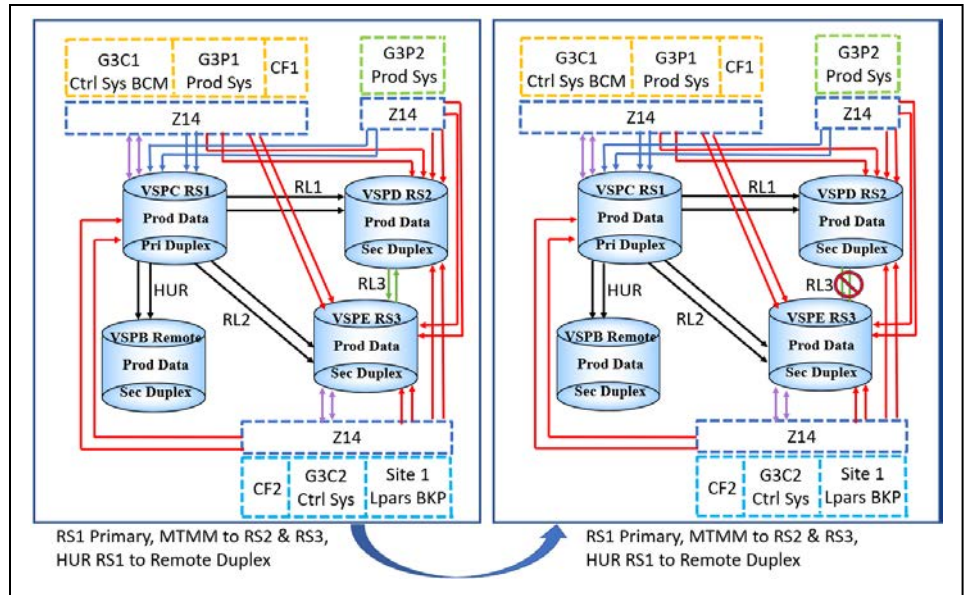 G3C1
Ctrl Sys BCM
G3P1
Prod Sys
CF1
G3P2
Prod Sys
Z14
Z14
VSPC RS1
Prod Data
Pri Duplex
RL1
VSPD RS2
Prod Data
Sec Duplex
HUR
RL2
RL3
VSPB Remote
Prod Data
Sec Duplex
VSPE RS3
Prod Data
Sec Duplex
Z14
CF2
G3C2
Ctrl Sys
Site 1
Lpars BKP
RS1 Primary, MTMM to RS2 & RS3,
HUR RS1 to Remote Duplex
G3C1
Ctrl Sys BCM
G3P1
Prod Sys
CF1
G3P2
Prod Sys
Z14
Z14
VSPC RS1
Prod Data
Pri Duplex
RL1
VSPD RS2
Prod Data
Sec Duplex
HUR
RL2
RL3
VSPB Remote
Prod Data
Sec Duplex
VSPE RS3
Prod Data
Sec Duplex
Z14
CF2
G3C2
Ctrl Sys
Site 1
Lpars BKP
RS1 Primary, MTMM to RS2 & RS3,
HUR RS1 to Remote Duplex